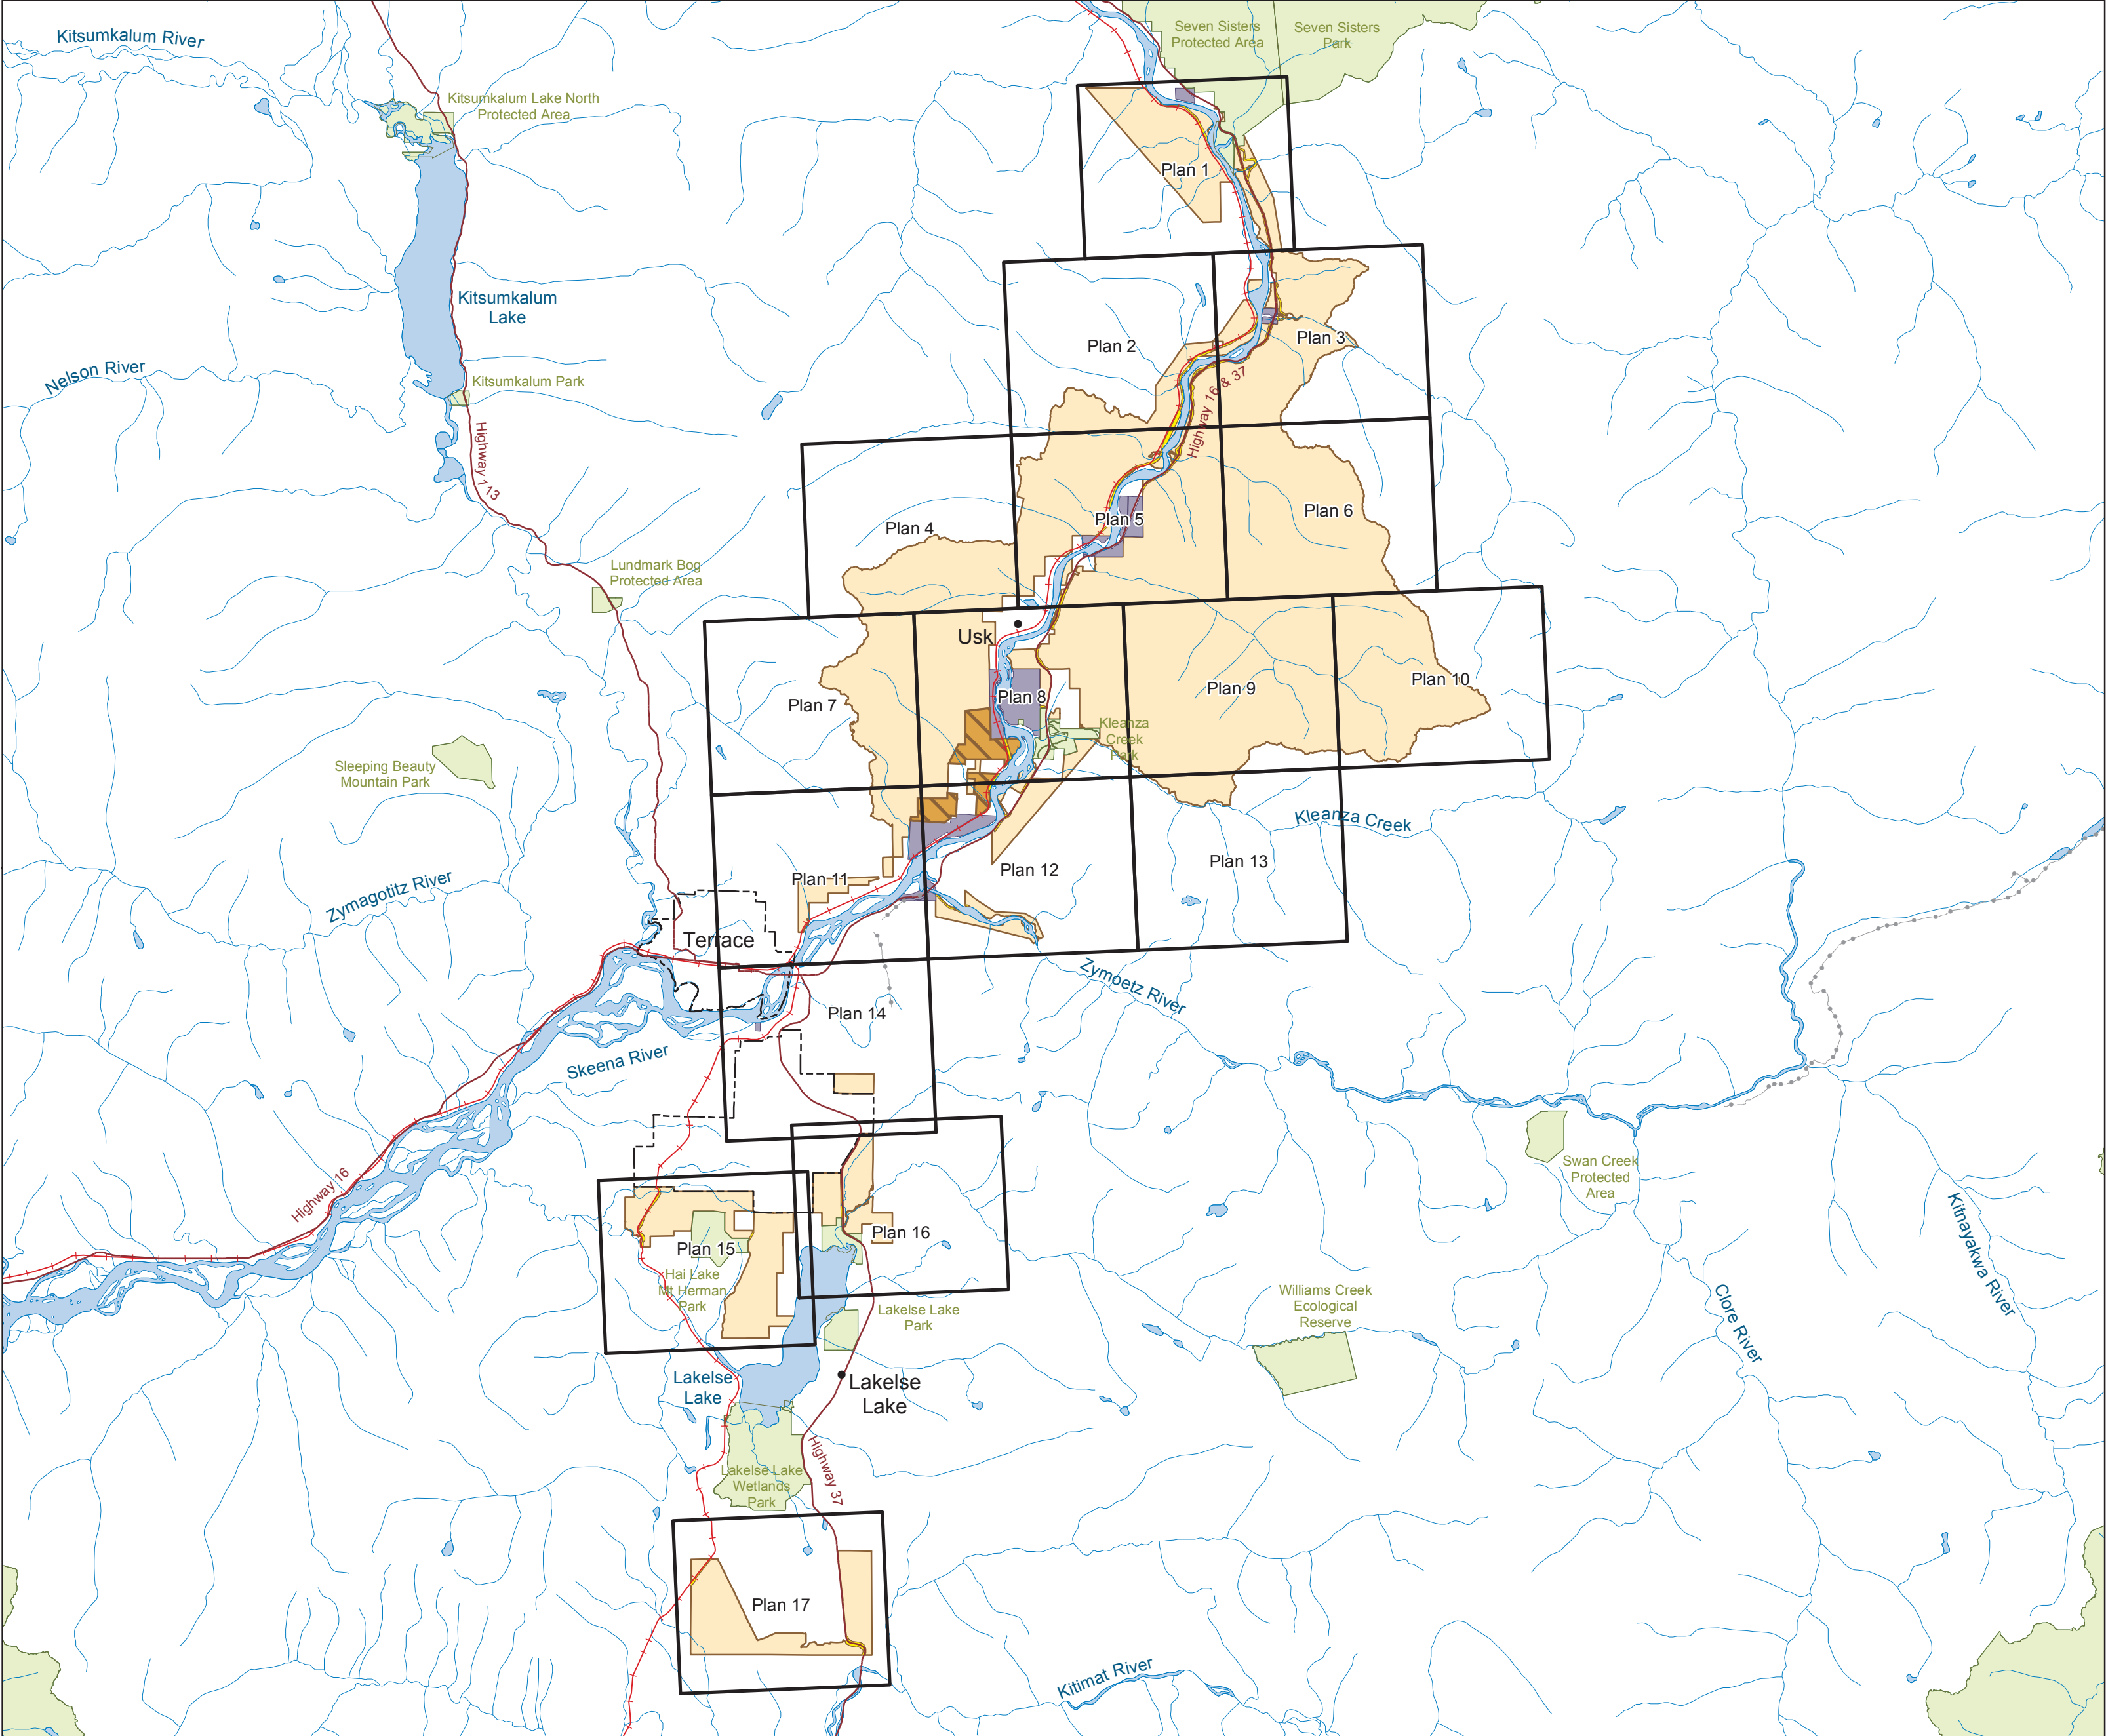 Kitsumkalum River
Seven Sisters
Protected Area
Seven Sisters
Park
Kitsumkalum Lake North
Protected Area
Plan 1
Kitsumkalum
Lake
Plan 2
Plan 3
Nelson River
Kitsumkalum Park
Highway 16 & 37
Highway 113
Plan 4
Plan 5
Plan 6
Lundmark Bog
Protected Area
Usk
Plan 7
Plan 8
Plan 9
Plan 10
Kleanza
Creek
Park
Sleeping Beauty
Mountain Park
Kleanza Creek
Zymagotitz River
Plan 11
Plan 12
Plan 13
Terrace
Zymoetz River
Plan 14
Skeena River
Highway 16
Swan Creek
Protected
Area
Kitnayakwa River
Plan 15
Plan 16
Hai Lake
Mt Herman
Park
Lakelse Lake
Park
Williams Creek
Ecological
Reserve
Clore River
Lakelse
Lake
Lakelse
Lake
Highway 37
Lakelse Lake
Wetlands
Park
Plan 17
Kitimat River